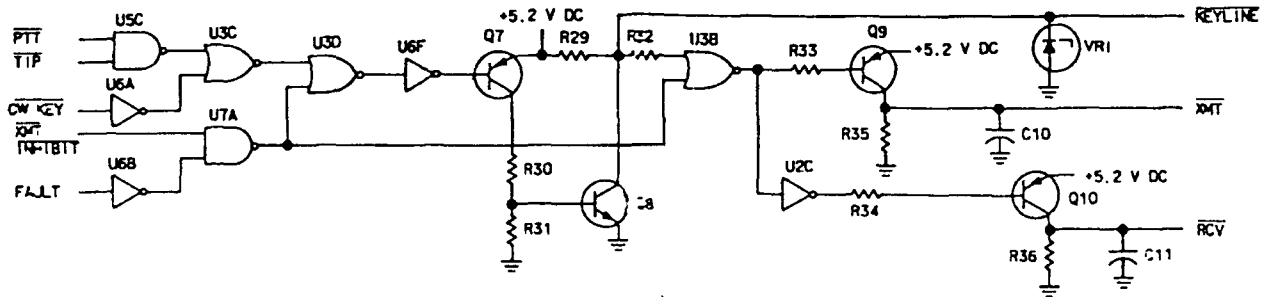 U5C
U3C
U3D
U6F
Q7
+5.2 V DC
R29
R32
U3B
R33
Q9
+5.2 V DC
KEYLINE
VR1
PTT
TIP
U6A
CW KEY
U7A
XMT
INHIBIT
U6B
FAULT
R30
R31
R35
C10
XMT
U2C
R34
Q10
+5.2 V DC
R36
C11
RCV